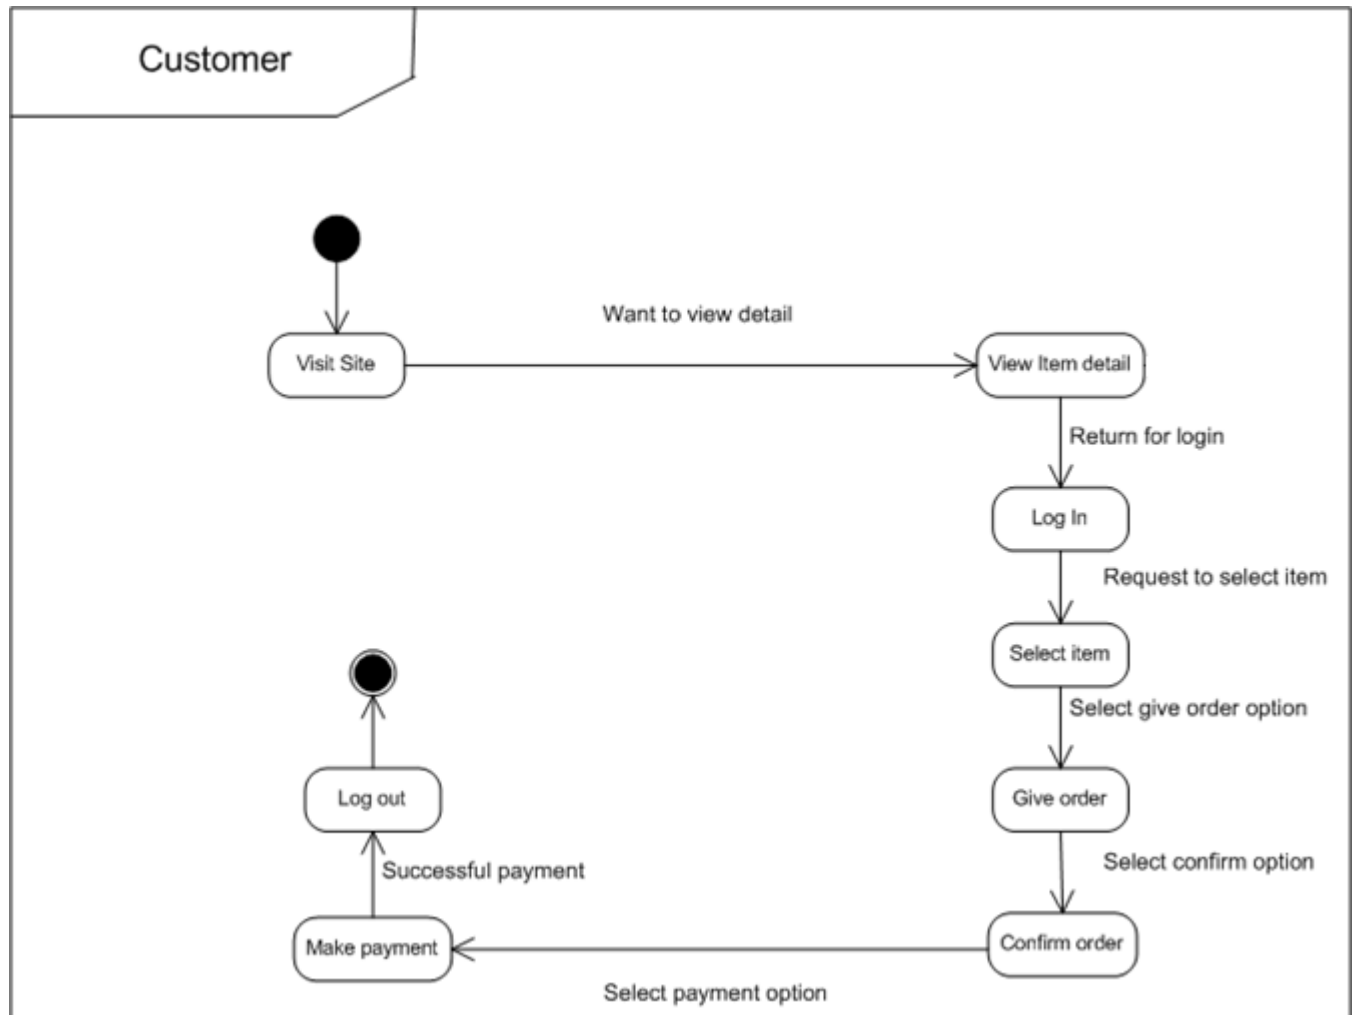 Customer
Want to view detail
Visit Site
View Item detail
Return for login
Log In
Request to select item
Select item
Select give order option
Give order
Select confirm option
Confirm order
Select payment option
Make payment
Successful payment
Log out